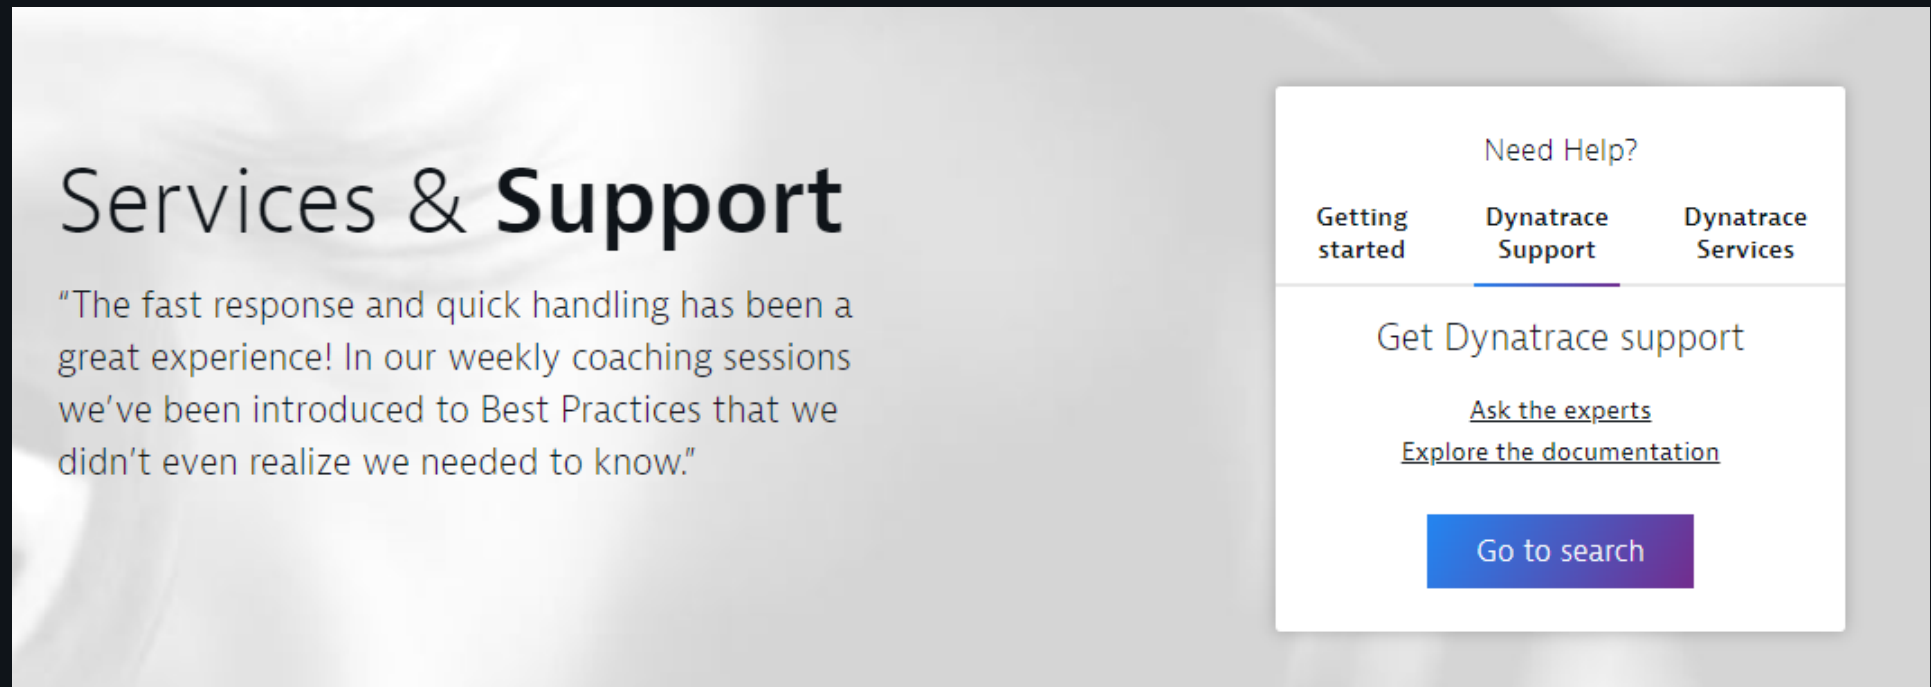 Services & Support
“The fast response and quick handling has been a
great experience! In our weekly coaching sessions
we’ve been introduced to Best Practices that we
didn’t even realize we needed to know.”
Need Help?
Getting
started
Dynatrace
Support
Dynatrace
Services
Get Dynatrace support
Ask the experts
Explore the documentation
Go to search